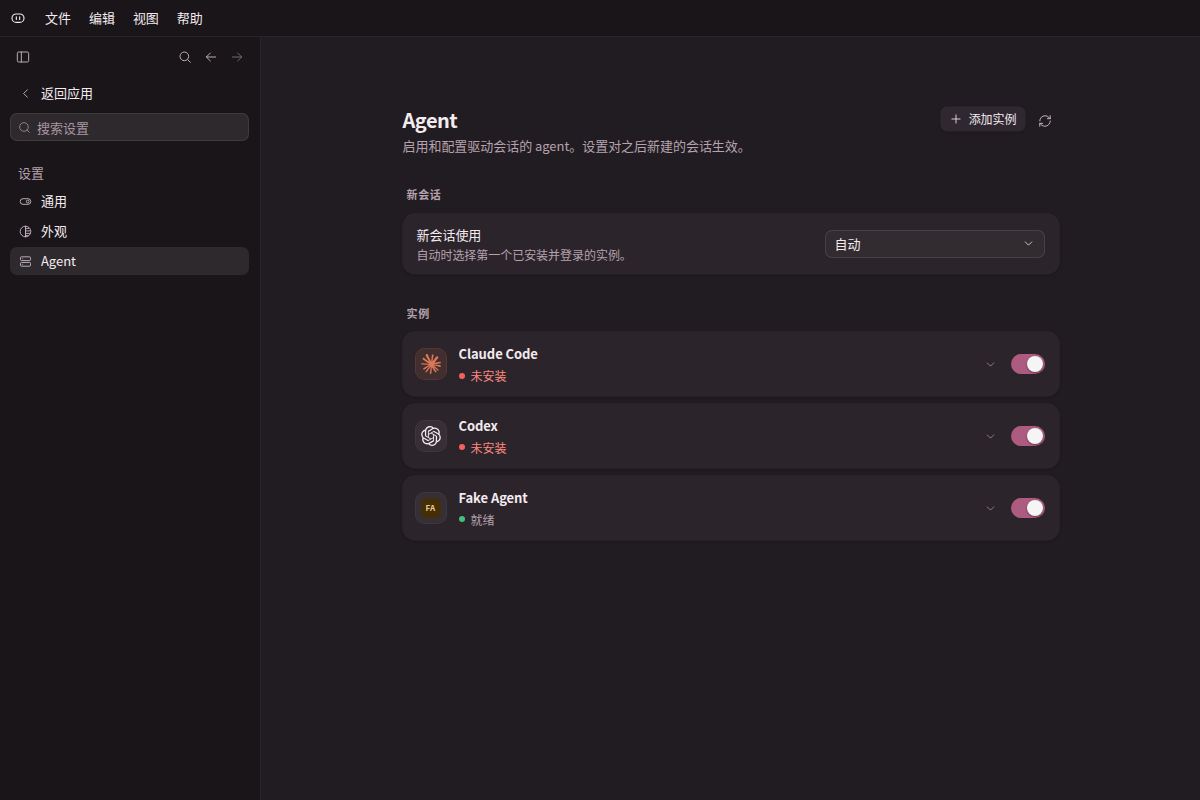 文件 编辑 视图 帮助
返回应用
搜索设置
设置
通用
外观
Agent
Agent
添加实例
启用和配置驱动会话的 agent。设置对之后新建的会话生效。
新会话
新会话使用
自动时选择第一个已安装并登录的实例。
自动
实例
Claude Code
未安装
Codex
未安装
FA
Fake Agent
就绪